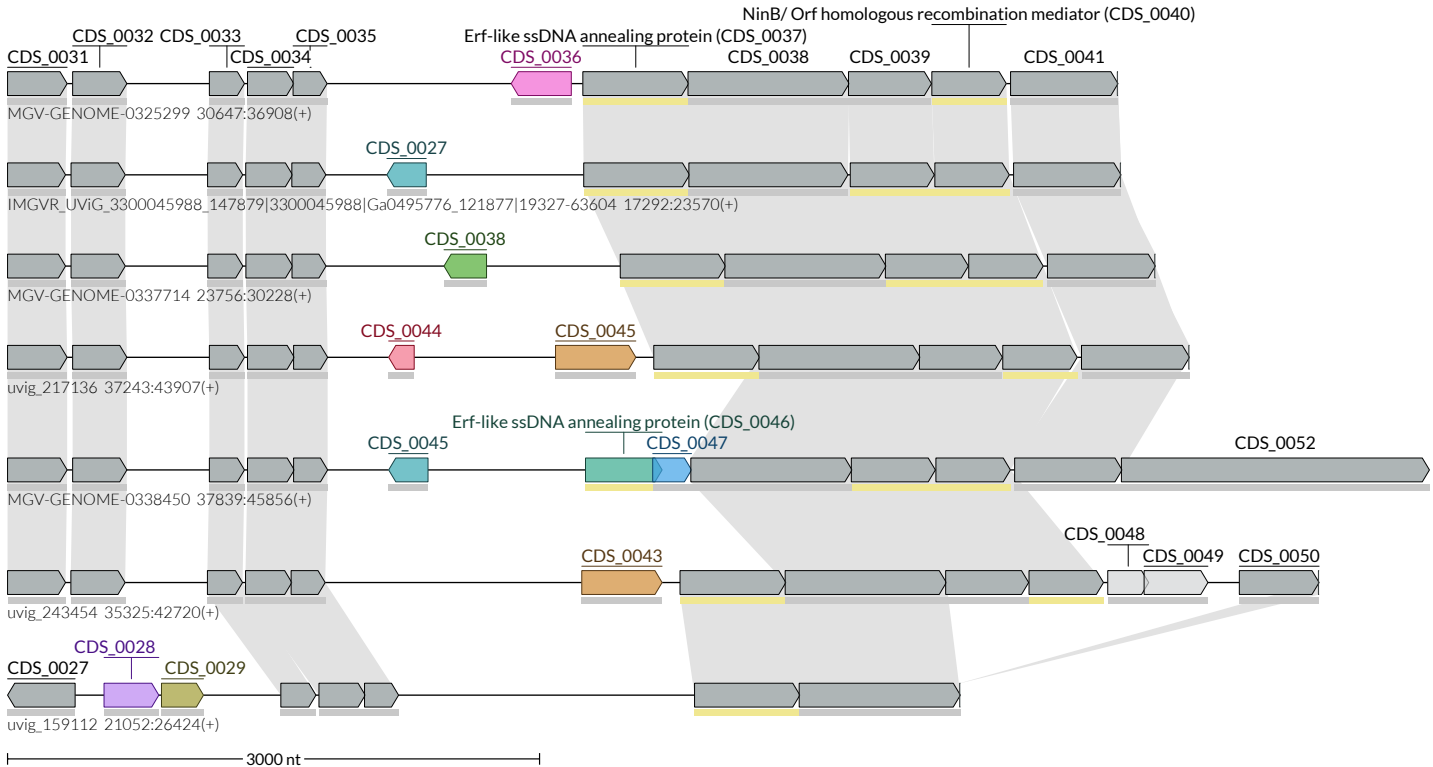 NinB/ Orf homologous recombination mediator (CDS_0040)
CDS_0032 CDS_0033 CDS_0035 Erf-like ssDNA annealing protein (CDS_0037)
CDS_0031 CDS_0034 CDS_0036 CDS_0038 CDS_0039 CDS_0041
MGV-GENOME-0325299 30647:36908(+)
CDS_0027
IMGVR_UViG_3300045988_147879|3300045988|Ga0495776_121877|19327-63604 17292:23570(+)
CDS_0038
MGV-GENOME-0337714 23756:30228(+)
CDS_0044 CDS_0045
uvig_217136 37243:43907(+)
Erf-like ssDNA annealing protein (CDS_0046)
CDS_0045 CDS_0047 CDS_0052
MGV-GENOME-0338450 37839:45856(+)
CDS_0048
CDS_0043 CDS_0049 CDS_0050
uvig_243454 35325:42720(+)
CDS_0028
CDS_0027 CDS_0029
uvig_159112 21052:26424(+)
3000 nt